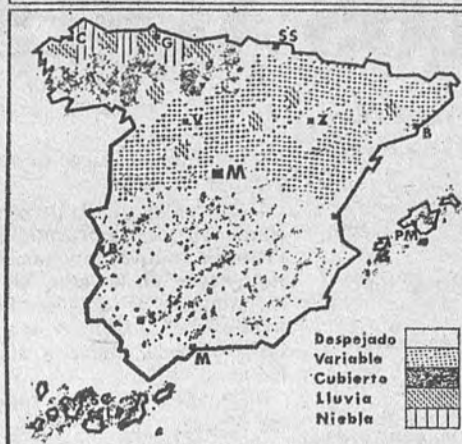 C
G
SS
V
Z
B
M
PM
B
S
M
Despejado
Variable
Cubierto
Lluvia
Niebla